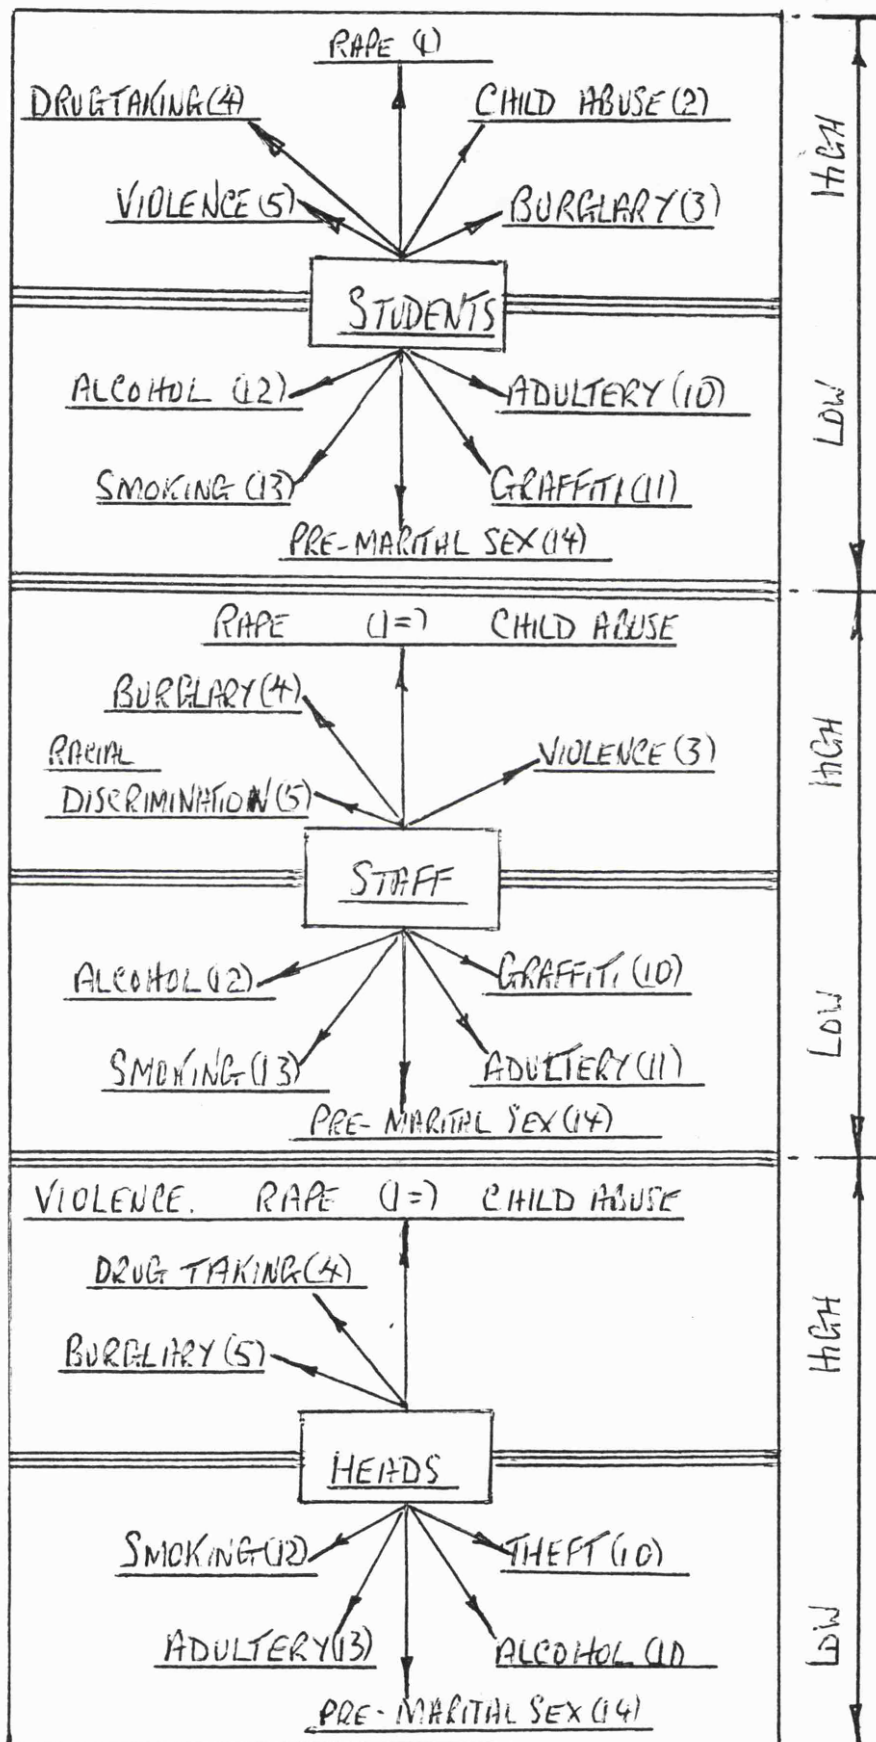 RAPE (1)
DRUGTAKING(4) CHILD ABUSE(2)
VIOLENCE(5) BURGLARY(3)
HIGH
STUDENTS
ALCOHOL (12) ADULTERY(10)
LOW
SMOKING(13) GRAFFITI(11)
PRE-MARITAL SEX(14)
RAPE (1=) CHILD ABUSE
BURGLARY(4)
RACIAL VIOLENCE(3)
DISCRIMINATION(5)
HIGH
STAFF
ALCOHOL(12) GRAFFITI(10)
LOW
SMOKING(13) ADULTERY(11)
PRE-MARITAL SEX(14)
VIOLENCE. RAPE (1=) CHILD ABUSE
DRUG TAKING(4)
BURGLARY(5)
HIGH
HEADS
SMOKING(12) THEFT(10)
LOW
ADULTERY(13) ALCOHOL(11)
PRE-MARITAL SEX(14)